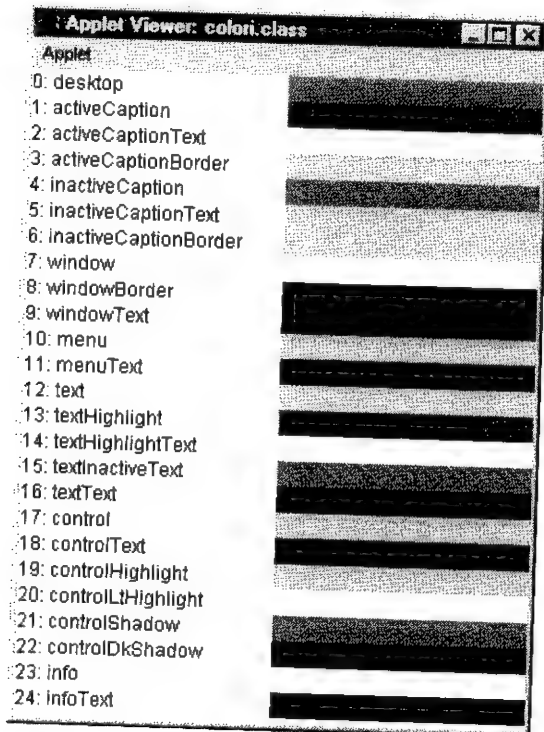 Applet Viewer: colori.class
Applet
0: desktop
1: activeCaption
2: activeCaptionText
3: activeCaptionBorder
4: inactiveCaption
5: inactiveCaptionText
6: inactiveCaptionBorder
7: window
8: windowBorder
9: windowText
10: menu
11: menuText
12: text
13: textHighlight
14: textHighlightText
15: textInactiveText
16: textText
17: control
18: controlText
19: controlHighlight
20: controlLtHighlight
21: controlShadow
22: controlDkShadow
23: info
24: infoText